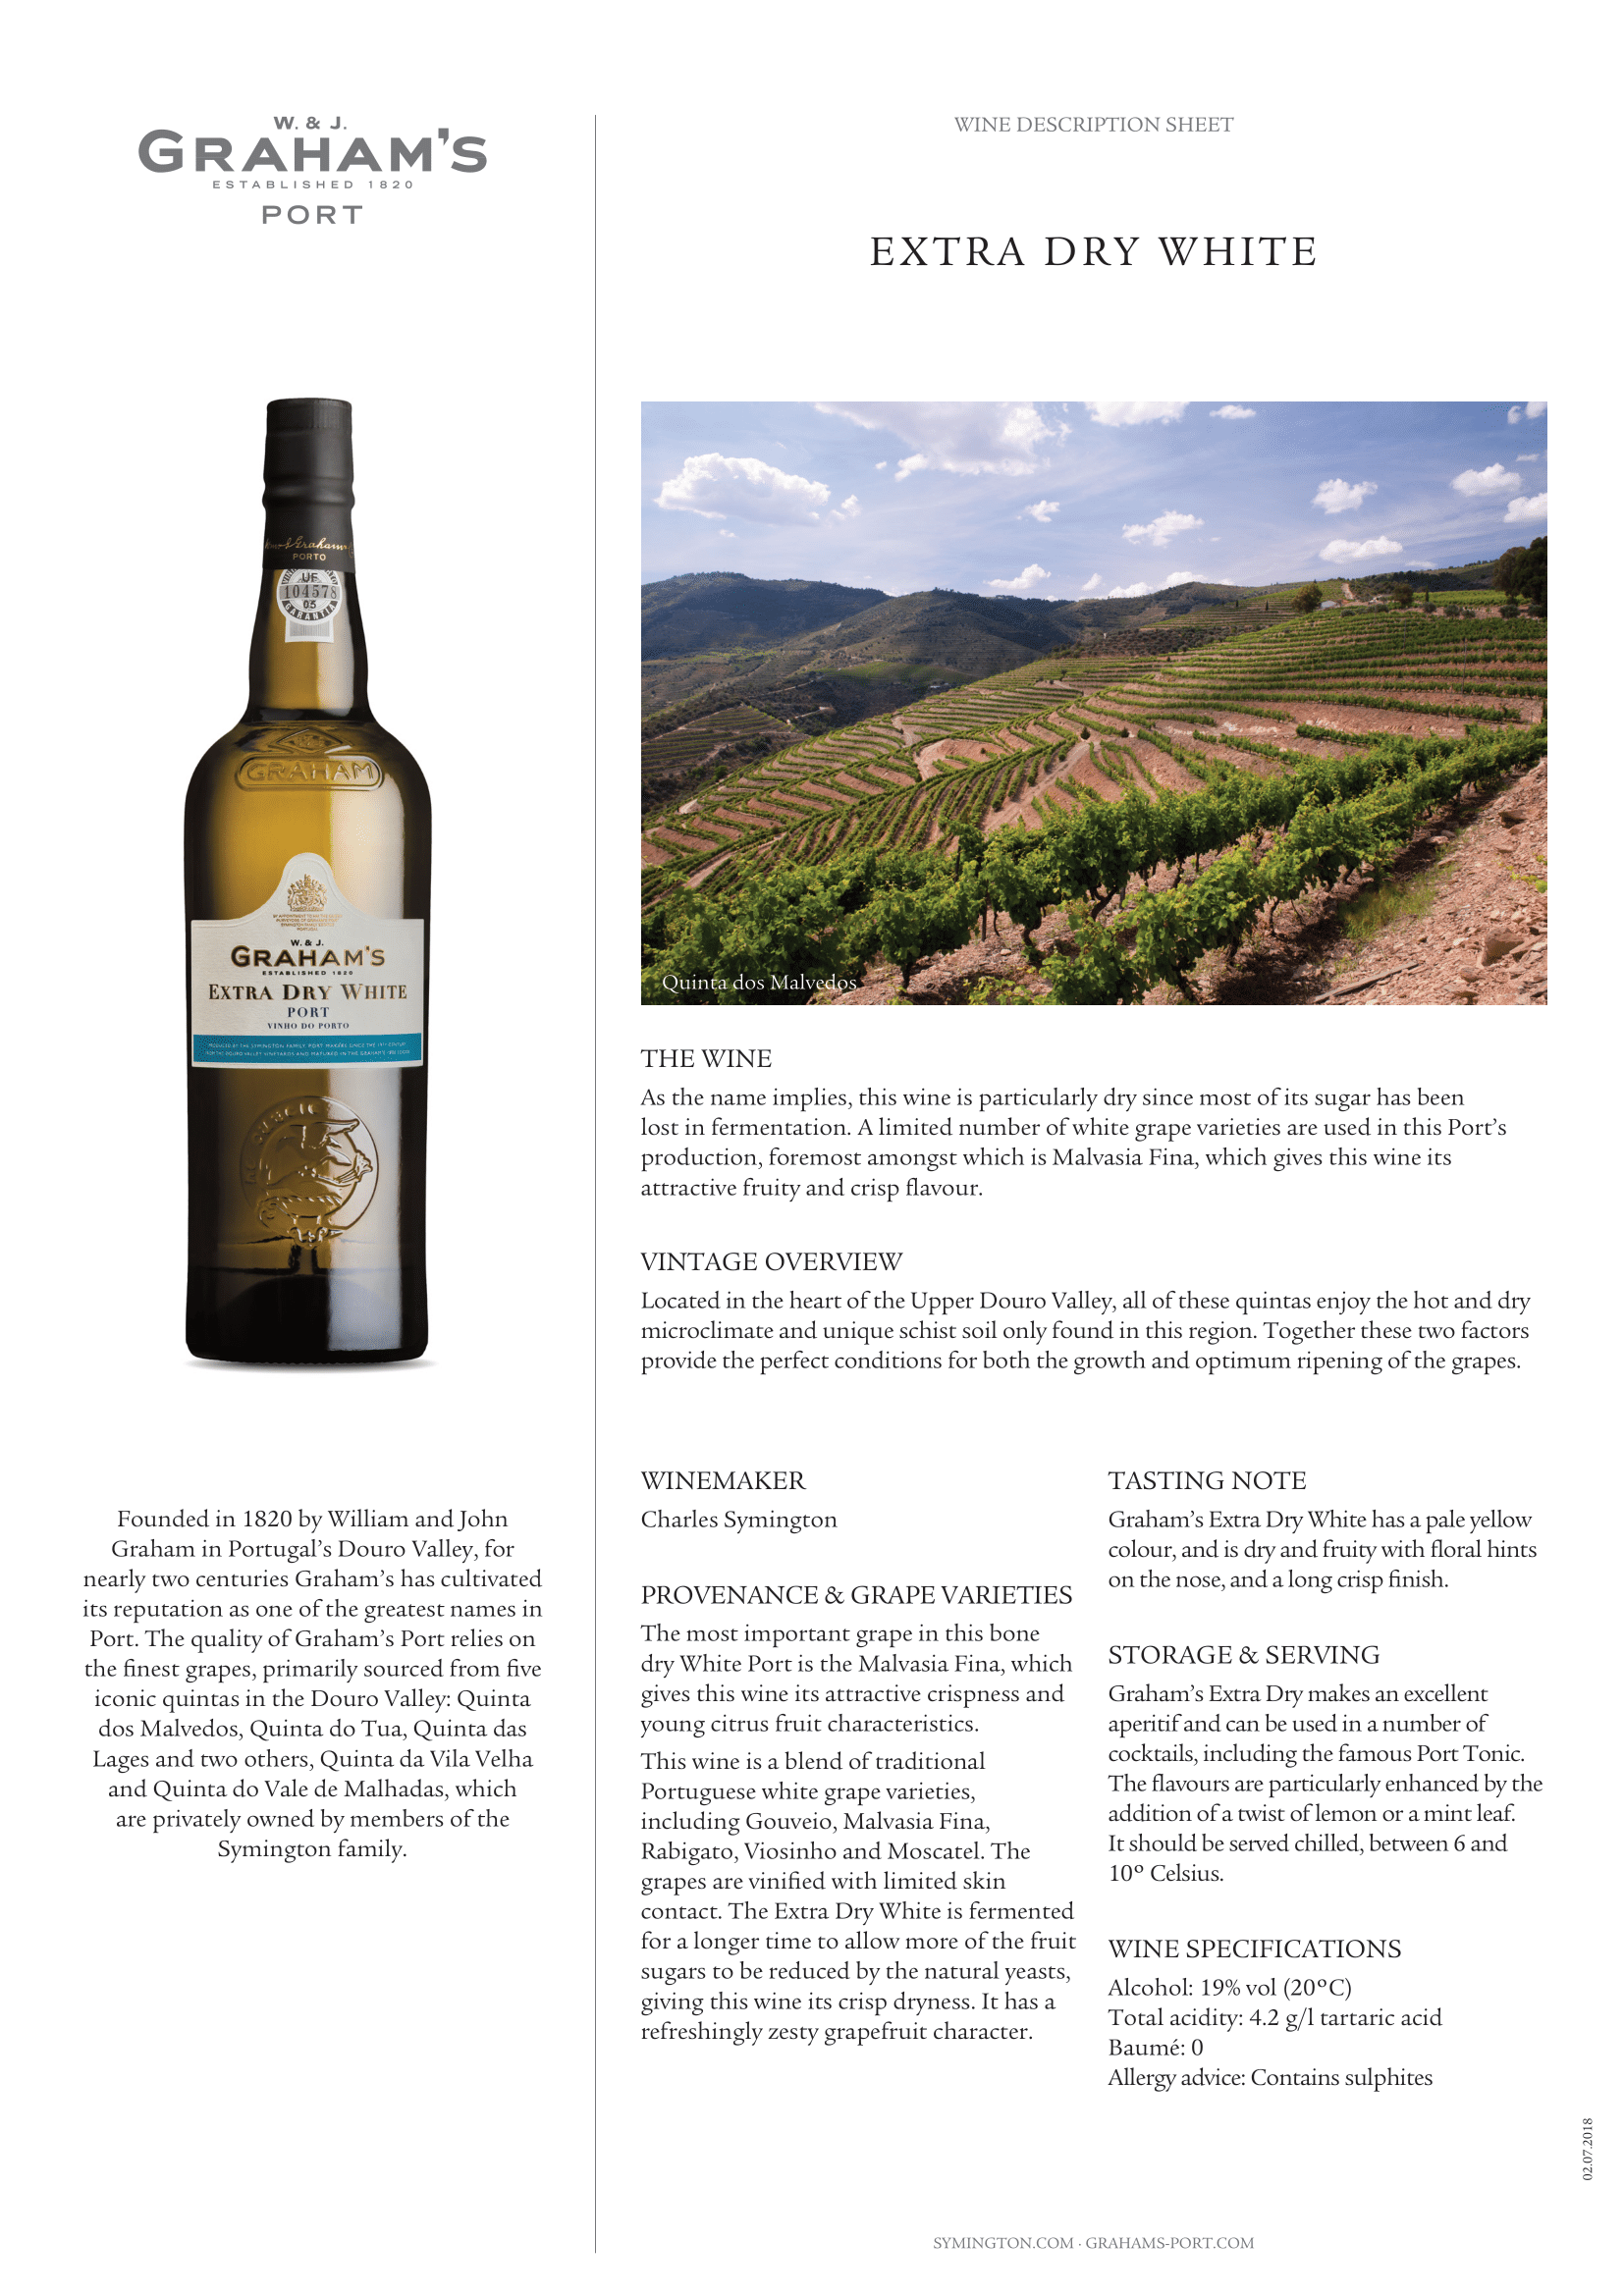 W. & J.
GRAHAM'S
ESTABLISHED 1820
PORT
WINE DESCRIPTION SHEET
EXTRA DRY WHITE
PORTO
104578
05
GRAHAM
W. & J.
GRAHAM'S
ESTABLISHED 1820
EXTRA DRY WHITE
PORT
VINHO DO PORTO
Quinta dos Malvedos
THE WINE
As the name implies, this wine is particularly dry since most of its sugar has been
lost in fermentation. A limited number of white grape varieties are used in this Port's
production, foremost amongst which is Malvasia Fina, which gives this wine its
attractive fruity and crisp flavour.
VINTAGE OVERVIEW
Located in the heart of the Upper Douro Valley, all of these quintas enjoy the hot and dry
microclimate and unique schist soil only found in this region. Together these two factors
provide the perfect conditions for both the growth and optimum ripening of the grapes.
Founded in 1820 by William and John
Graham in Portugal's Douro Valley, for
nearly two centuries Graham's has cultivated
its reputation as one of the greatest names in
Port. The quality of Graham's Port relies on
the finest grapes, primarily sourced from five
iconic quintas in the Douro Valley: Quinta
dos Malvedos, Quinta do Tua, Quinta das
Lages and two others, Quinta da Vila Velha
and Quinta do Vale de Malhadas, which
are privately owned by members of the
Symington family.
WINEMAKER
Charles Symington
PROVENANCE & GRAPE VARIETIES
The most important grape in this bone
dry White Port is the Malvasia Fina, which
gives this wine its attractive crispness and
young citrus fruit characteristics.
This wine is a blend of traditional
Portuguese white grape varieties,
including Gouveio, Malvasia Fina,
Rabigato, Viosinho and Moscatel. The
grapes are vinified with limited skin
contact. The Extra Dry White is fermented
for a longer time to allow more of the fruit
sugars to be reduced by the natural yeasts,
giving this wine its crisp dryness. It has a
refreshingly zesty grapefruit character.
TASTING NOTE
Graham's Extra Dry White has a pale yellow
colour, and is dry and fruity with floral hints
on the nose, and a long crisp finish.
STORAGE & SERVING
Graham's Extra Dry makes an excellent
aperitif and can be used in a number of
cocktails, including the famous Port Tonic.
The flavours are particularly enhanced by the
addition of a twist of lemon or a mint leaf.
It should be served chilled, between 6 and
10º Celsius.
WINE SPECIFICATIONS
Alcohol: 19% vol (20ºC)
Total acidity: 4.2 g/l tartaric acid
Baumé: 0
Allergy advice: Contains sulphites
02.07.2018
SYMINGTON.COM · GRAHAMS-PORT.COM